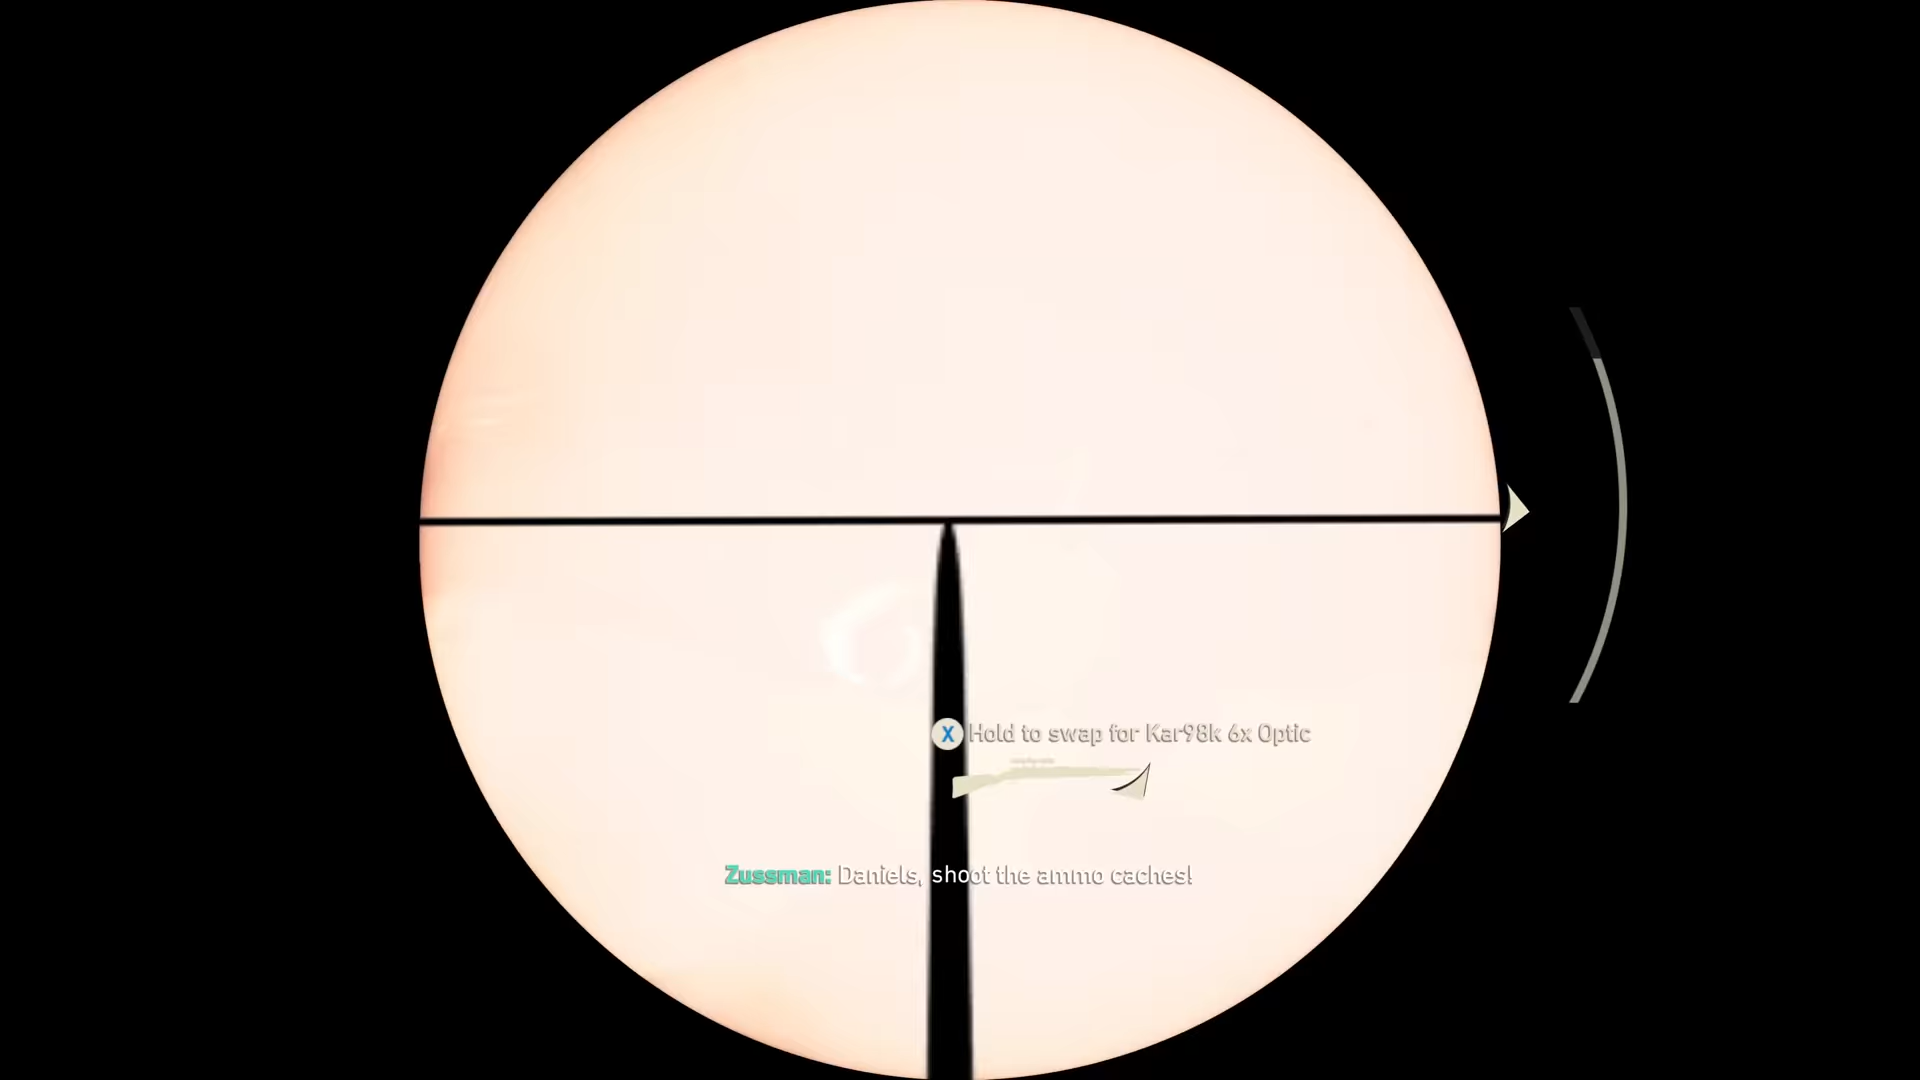 X Hold to swap for Kar98k 6x Optic
Zussman: Daniels, shoot the ammo caches!